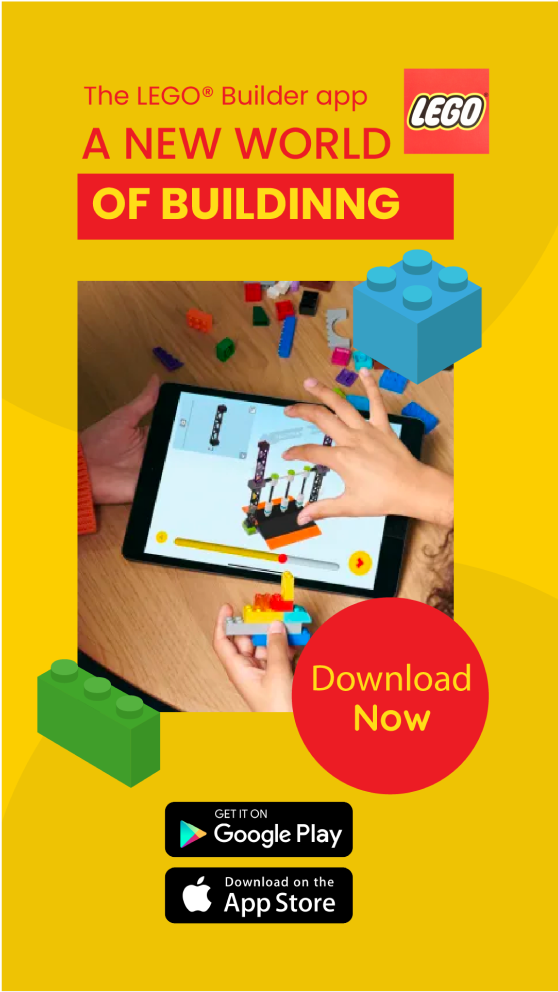 The LEGO® Builder app
LEGO®
A NEW WORLD
OF BUILDINNG
Download
Now
GET IT ON
Google Play
Download on the
App Store